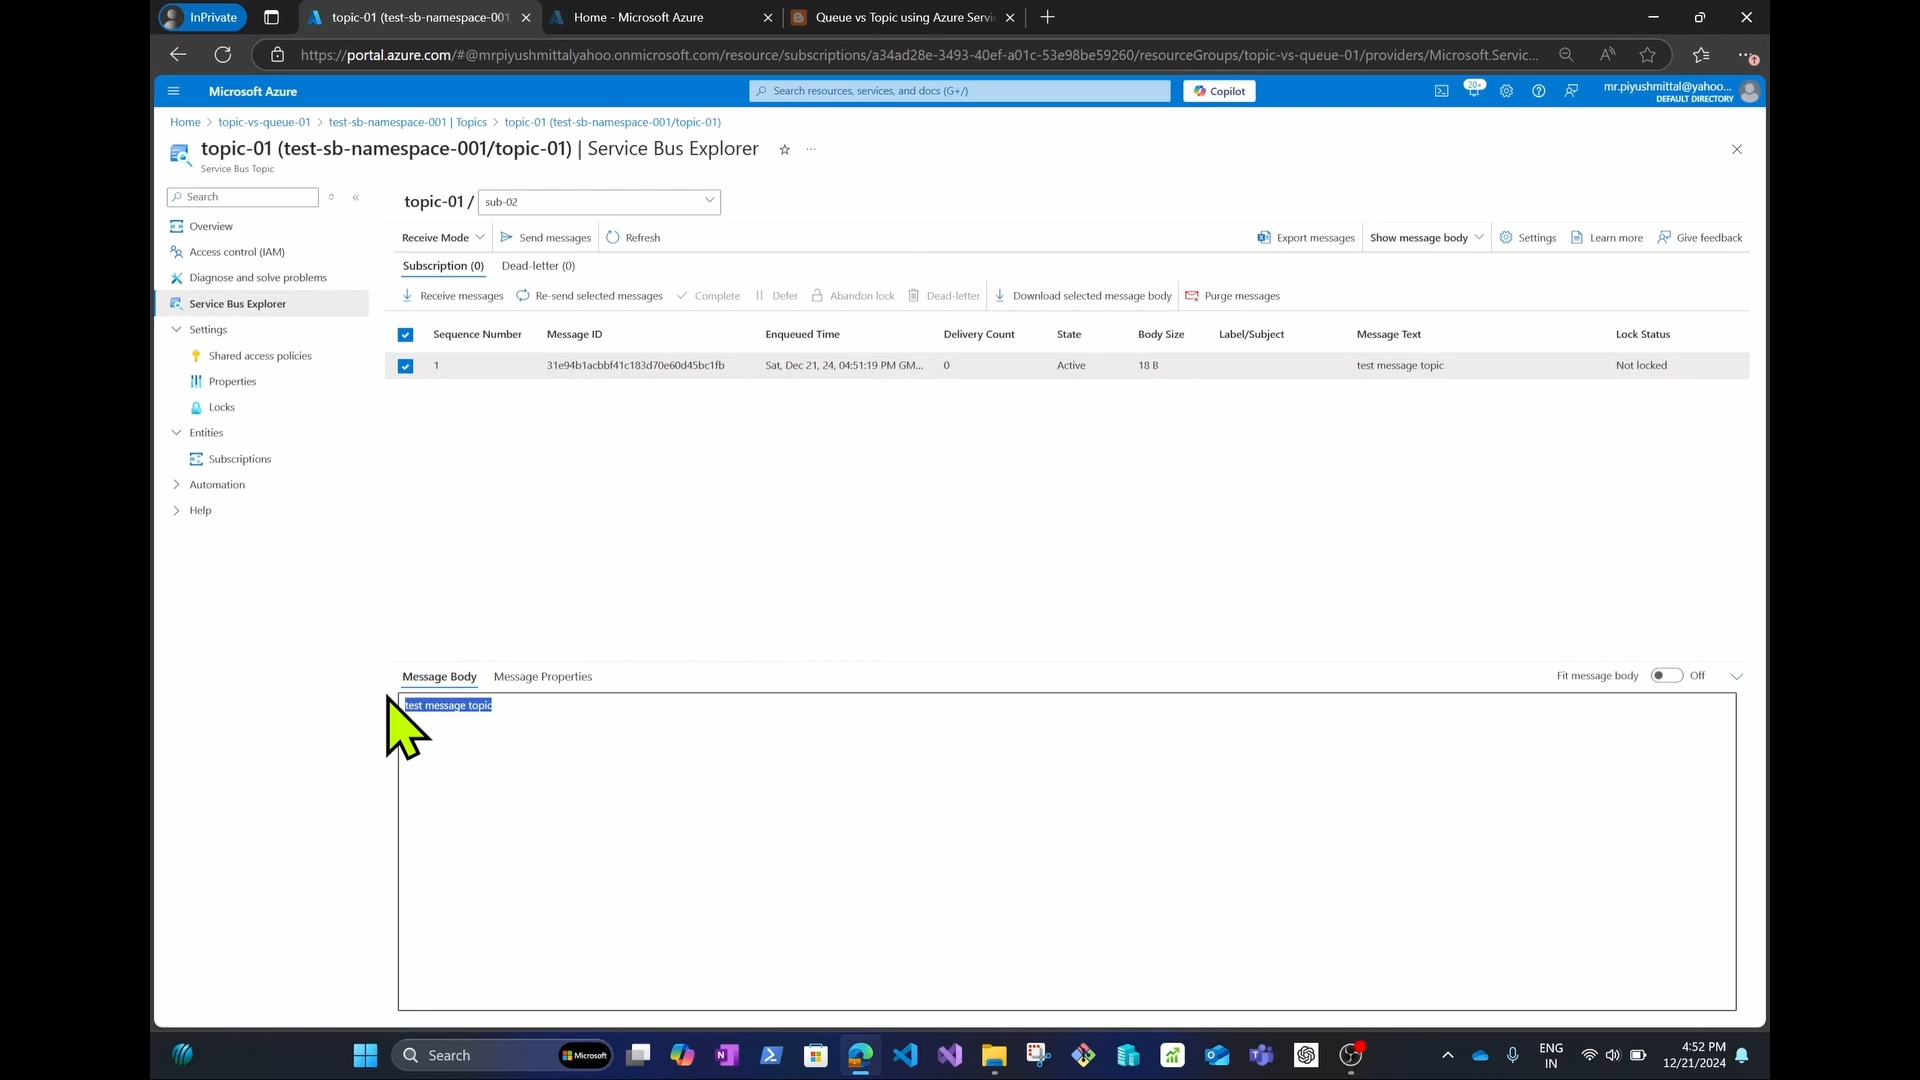 InPrivate
topic-01 (test-sb-namespace-001
Home - Microsoft Azure
Queue vs Topic using Azure Servi
https://portal.azure.com/#@mrpiyushmittalyahoo.onmicrosoft.com/resource/subscriptions/a34ad28e-3493-40ef-a01c-53e98be59260/resourceGroups/topic-vs-queue-01/providers/Microsoft.Servic...
Microsoft Azure
Search resources, services, and docs (G+/)
Copilot
20+
mr.piyushmittal@yahoo...
DEFAULT DIRECTORY
Home > topic-vs-queue-01 > test-sb-namespace-001 | Topics > topic-01 (test-sb-namespace-001/topic-01)
topic-01 (test-sb-namespace-001/topic-01) | Service Bus Explorer
Service Bus Topic
Search
Overview
Access control (IAM)
Diagnose and solve problems
Service Bus Explorer
Settings
Shared access policies
Properties
Locks
Entities
Subscriptions
Automation
Help
topic-01 / sub-02
Receive Mode Send messages Refresh Export messages Show message body Settings Learn more Give feedback
Subscription (0) Dead-letter (0)
Receive messages Re-send selected messages Complete Defer Abandon lock Dead-letter Download selected message body Purge messages
Sequence Number Message ID Enqueued Time Delivery Count State Body Size Label/Subject Message Text Lock Status
1 31e94b1acbbf41c183d70e60d45bc1fb Sat, Dec 21, 24, 04:51:19 PM GM... 0 Active 18 B test message topic Not locked
Message Body Message Properties Fit message body Off
test message topic
Search Microsoft
ENG
IN
4:52 PM
12/21/2024